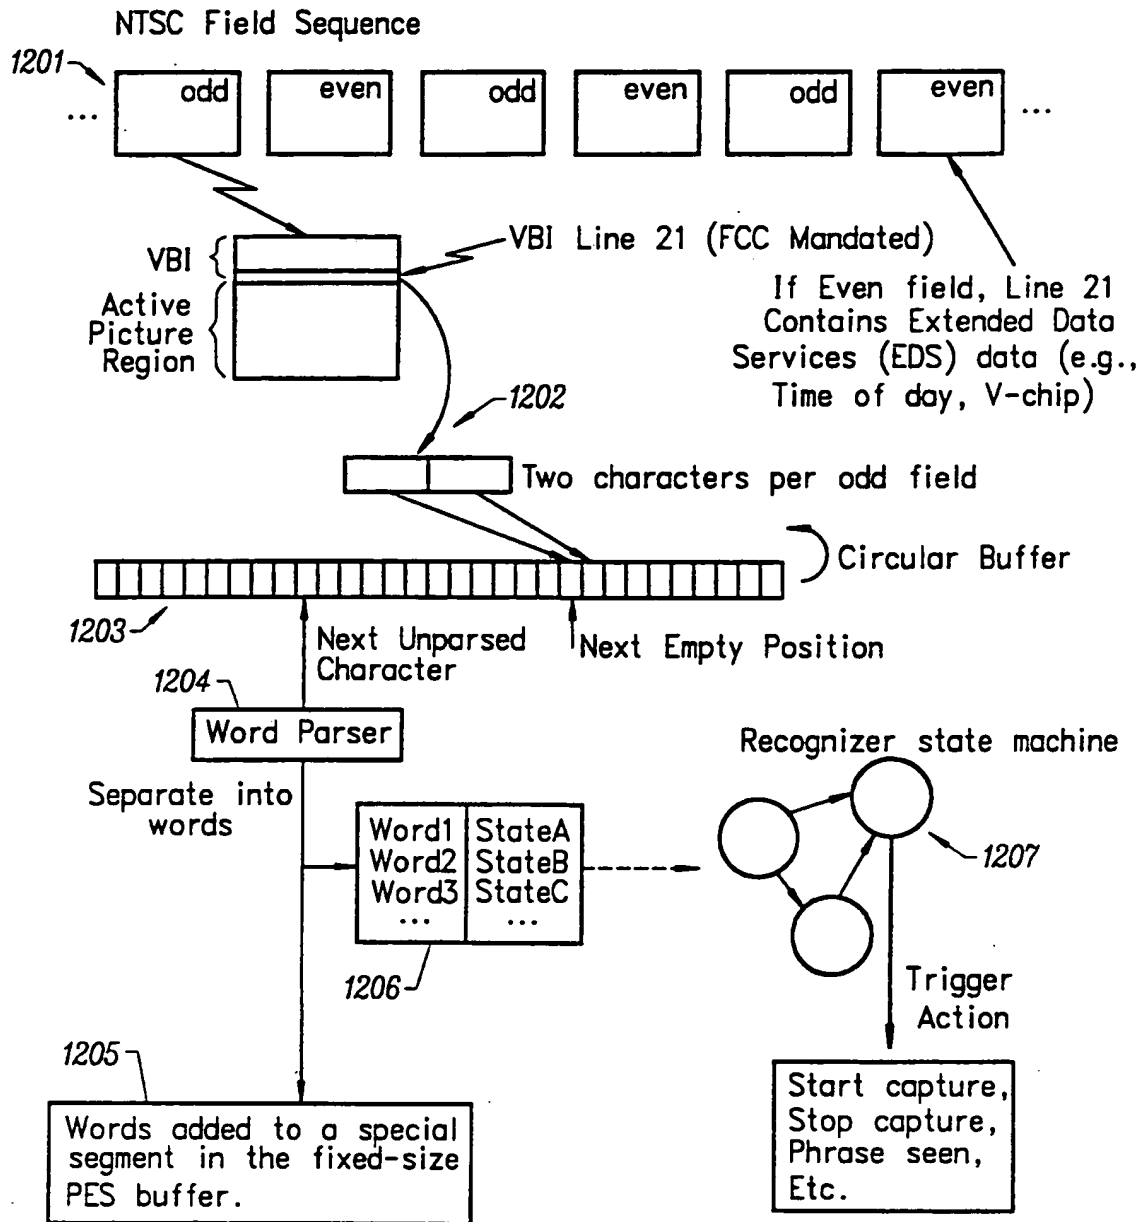 NTSC Field Sequence
1201
... odd even odd even odd even ...
VBI
VBI Line 21 (FCC Mandated)
Active
Picture
Region
If Even field, Line 21
Contains Extended Data
Services (EDS) data (e.g.,
Time of day, V-chip)
1202
Two characters per odd field
Circular Buffer
1203
Next Unparsed
Character
Next Empty Position
1204
Word Parser
Separate into
words
Word1 StateA
Word2 StateB
Word3 StateC
... ...
1206
Recognizer state machine
1207
Trigger
Action
1205
Words added to a special
segment in the fixed-size
PES buffer.
Start capture,
Stop capture,
Phrase seen,
Etc.